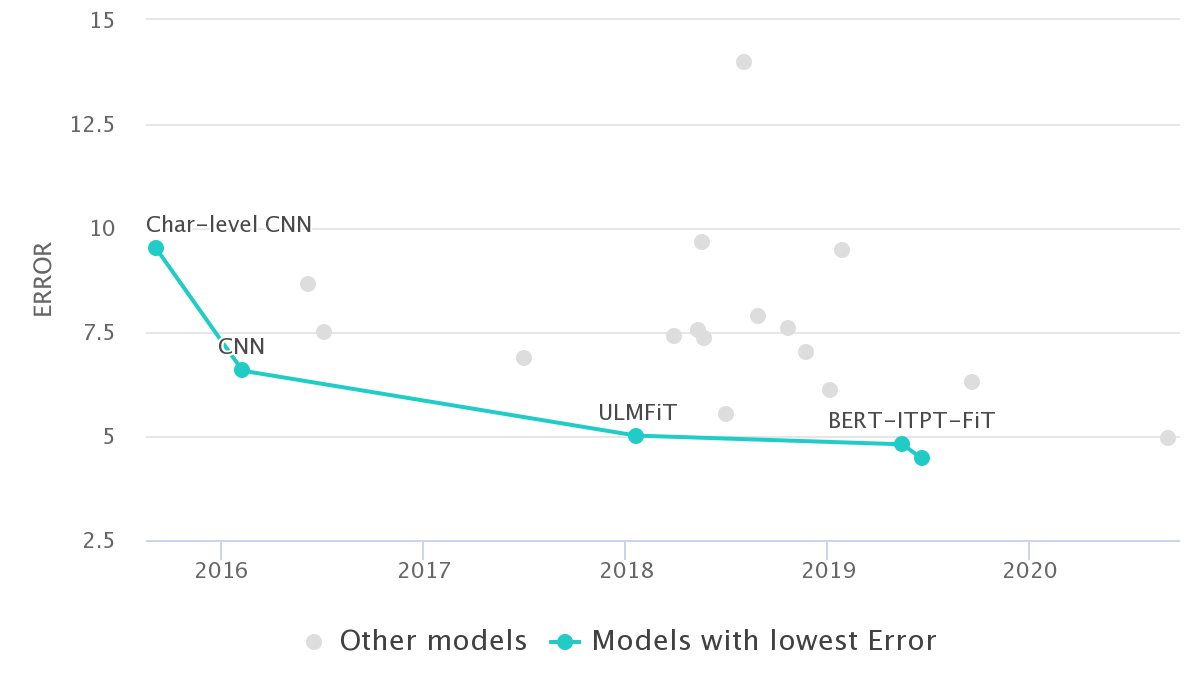 15
12.5
10
7.5
5
2.5
ERROR
Char-level CNN
CNN
ULMFiT
BERT-ITPT-FiT
2016 2017 2018 2019 2020
Other models Models with lowest Error